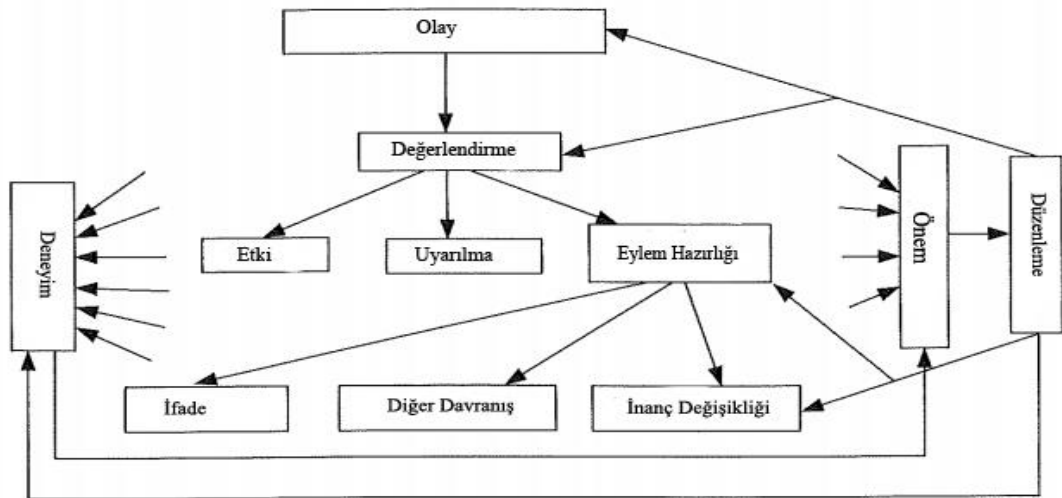 Olay
Değerlendirme
Deneyim
Önem
Düzenleme
Etki
Uyarılma
Eylem Hazırlığı
İfade
Diğer Davranış
İnanç Değişikliği